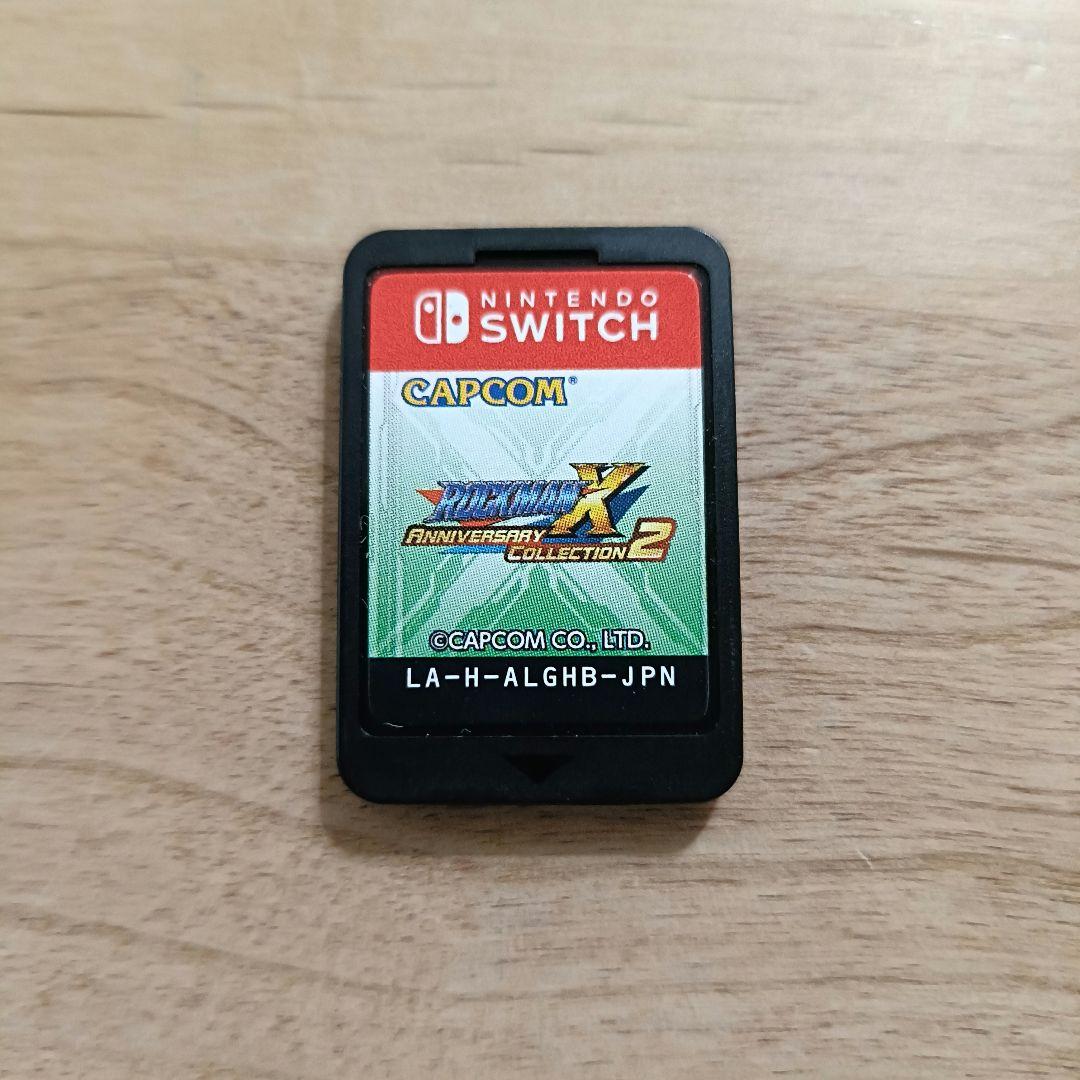 NINTENDO
SWITCH
CAPCOM®
ROCKMAN X
ANNIVERSARY
COLLECTION 2
©CAPCOM CO., LTD.
LA-H-ALGHB-JPN